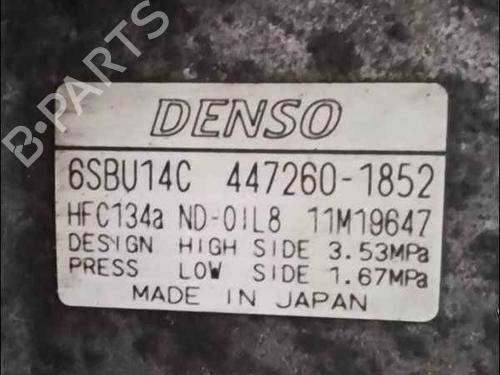 B-PARTS
DENSO
6SBU14C 447260-1852
HFC134a ND-OIL8 11M19647
DESIGN HIGH SIDE 3.53MPa
PRESS LOW SIDE 1.67MPa
MADE IN JAPAN